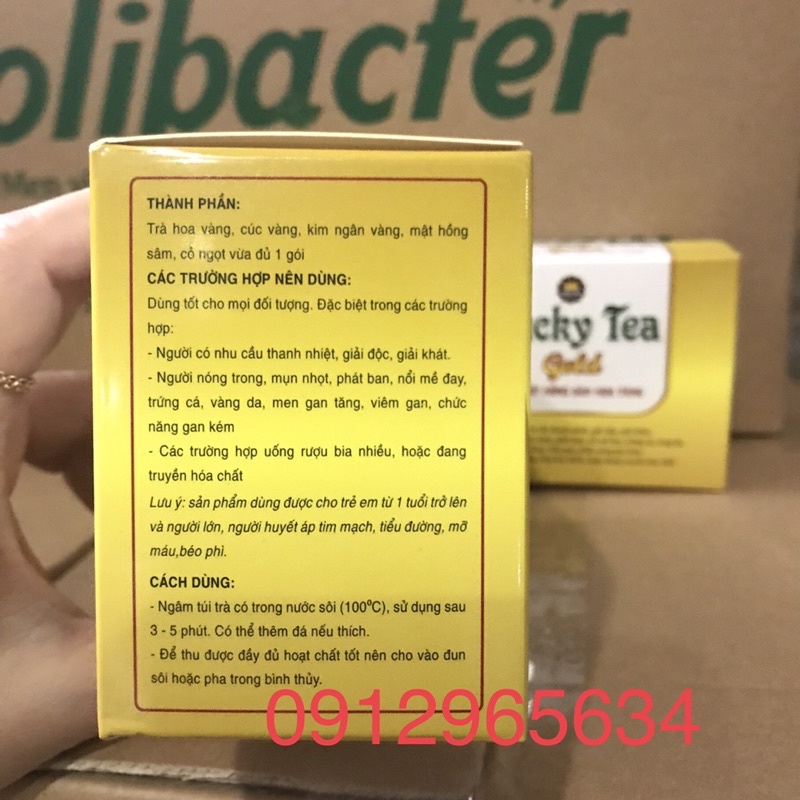 olibacter
Men
THÀNH PHẦN:
Trà hoa vàng, cúc vàng, kim ngân vàng, mật hồng
sâm, cỏ ngọt vừa đủ 1 gói
CÁC TRƯỜNG HỢP NÊN DÙNG:
Dùng tốt cho mọi đối tượng. Đặc biệt trong các trường
hợp:
- Người có nhu cầu thanh nhiệt, giải độc, giải khát.
- Người nóng trong, mụn nhọt, phát ban, nổi mề đay,
trứng cá, vàng da, men gan tăng, viêm gan, chức
năng gan kém
- Các trường hợp uống rượu bia nhiều, hoặc đang
truyền hóa chất
Lưu ý: sản phẩm dùng được cho trẻ em từ 1 tuổi trở lên
và người lớn, người huyết áp tim mạch, tiểu đường, mỡ
máu,béo phì.
CÁCH DÙNG:
- Ngâm túi trà có trong nước sôi (100⁰C), sử dụng sau
3 - 5 phút. Có thể thêm đá nếu thích.
- Để thu được đầy đủ hoạt chất tốt nên cho vào đun
sôi hoặc pha trong bình thủy.
cky Tea
Gold
0912965634